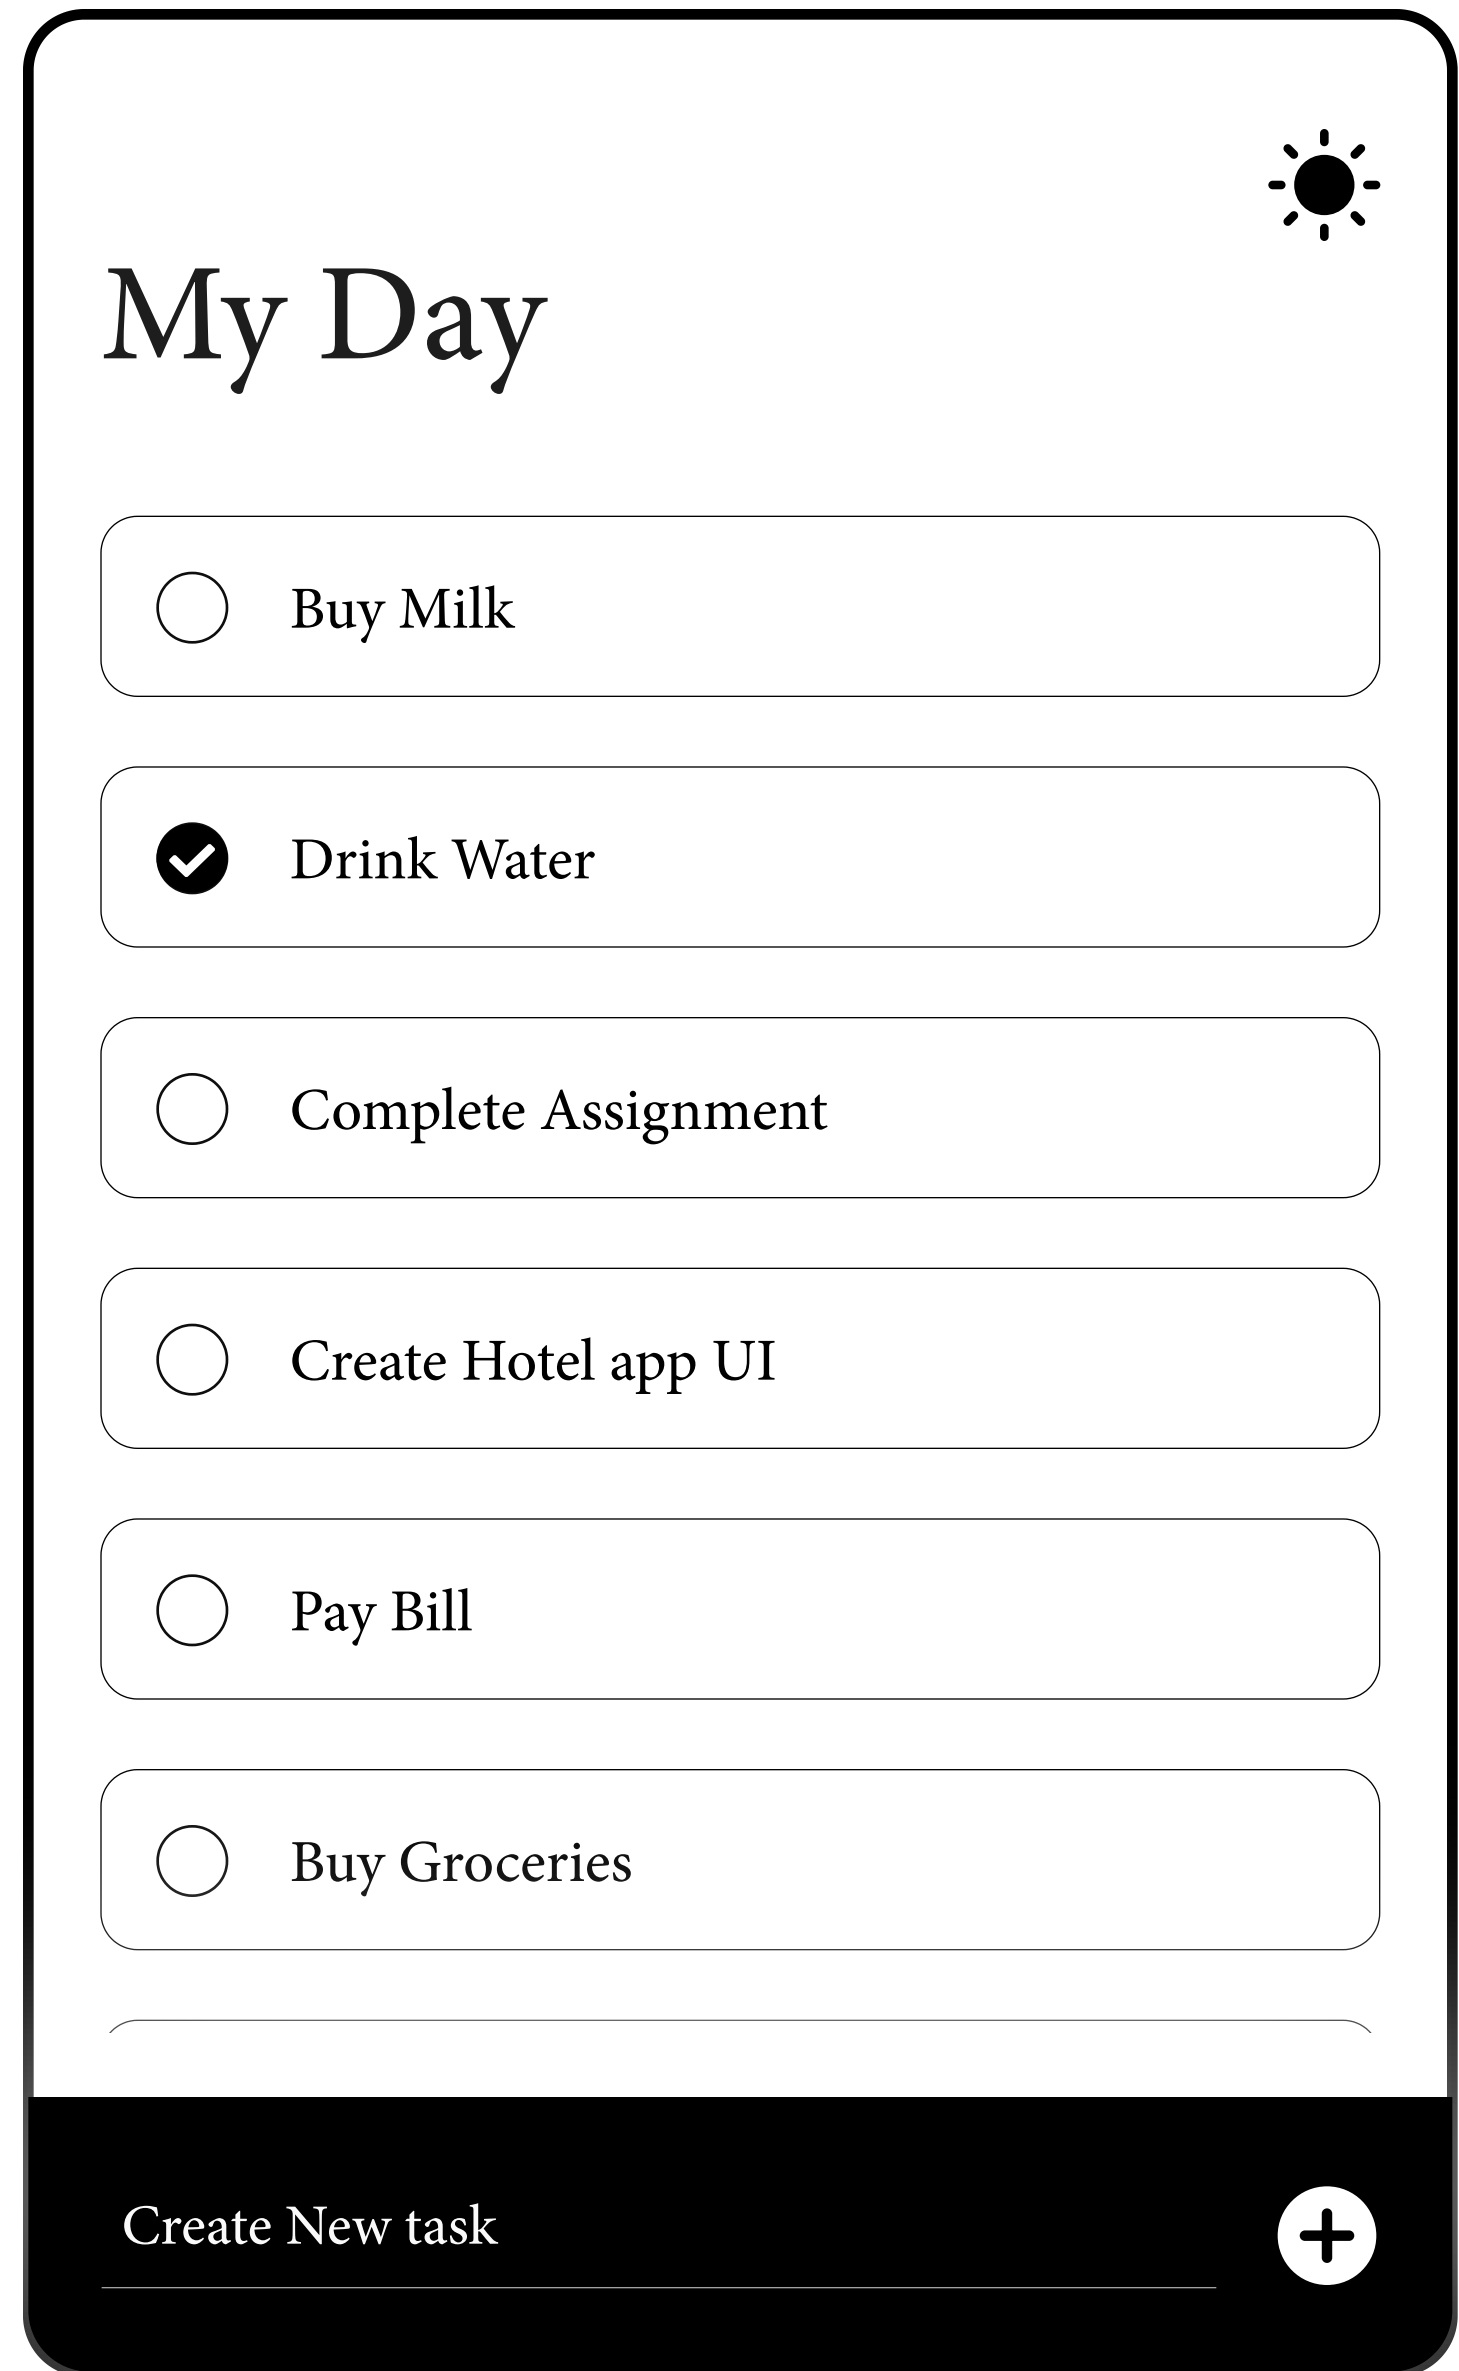 My Day
Buy Milk
Drink Water
Complete Assignment
Create Hotel app UI
Pay Bill
Buy Groceries
Create New task